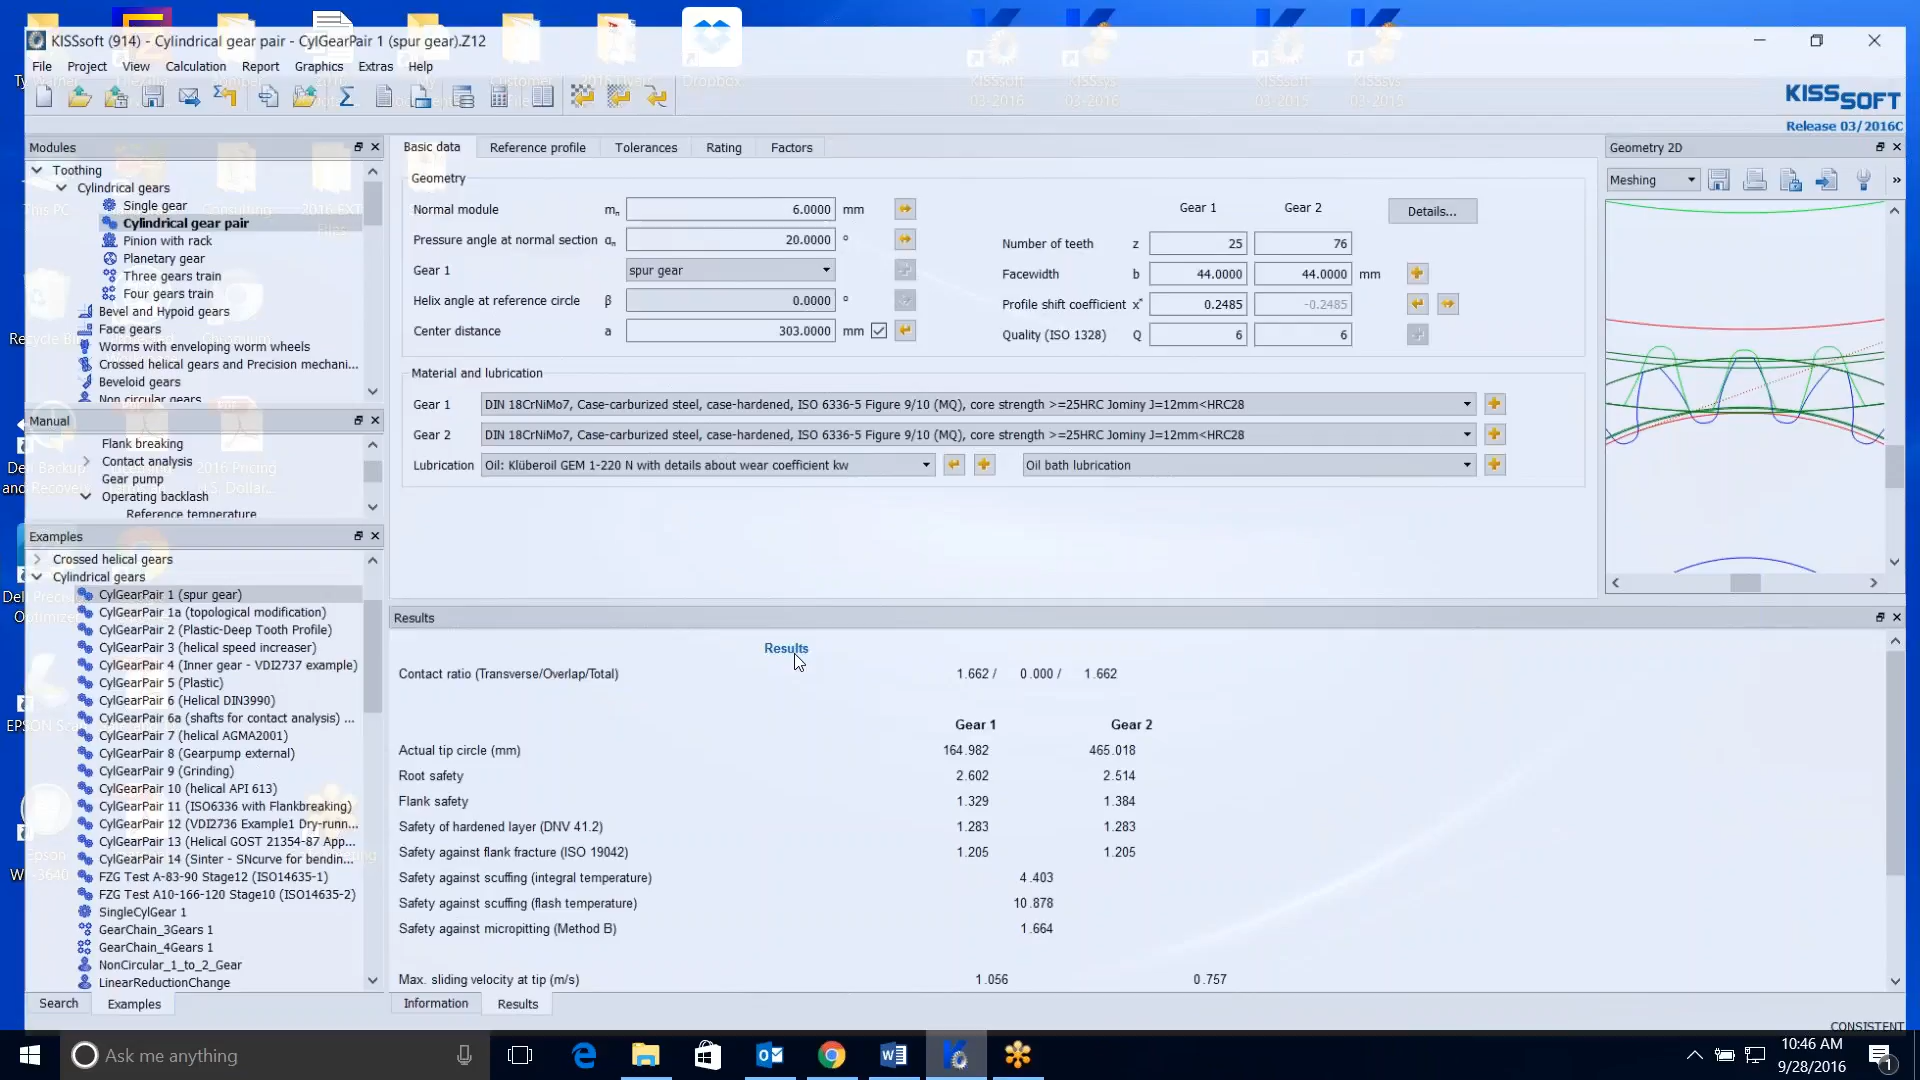 KISSsoft (914) - Cylindrical gear pair - CylGearPair 1 (spur gear).Z12
File Project View Calculation Report Graphics Extras Help
Dropbox
KISSsoft 03-2016
KISSsys 03-2016
KISSsoft 03-2015
KISSsys 03-2015
KISSSOFT
Release 03/2016C
Modules
Toothing
Cylindrical gears
Single gear
Cylindrical gear pair
Pinion with rack
Planetary gear
Three gears train
Four gears train
Bevel and Hypoid gears
Face gears
Worms with enveloping worm wheels
Crossed helical gears and Precision mechani...
Beveloid gears
Non circular gears
Manual
Flank breaking
Contact analysis
Gear pump
Operating backlash
Reference temperature
Examples
Crossed helical gears
Cylindrical gears
CylGearPair 1 (spur gear)
CylGearPair 1a (topological modification)
CylGearPair 2 (Plastic-Deep Tooth Profile)
CylGearPair 3 (helical speed increaser)
CylGearPair 4 (Inner gear - VDI2737 example)
CylGearPair 5 (Plastic)
CylGearPair 6 (Helical DIN3990)
CylGearPair 6a (shafts for contact analysis) ...
CylGearPair 7 (helical AGMA2001)
CylGearPair 8 (Gearpump external)
CylGearPair 9 (Grinding)
CylGearPair 10 (helical API 613)
CylGearPair 11 (ISO6336 with Flankbreaking)
CylGearPair 12 (VDI2736 Example1 Dry-runn...
CylGearPair 13 (Helical GOST 21354-87 App...
CylGearPair 14 (Sinter - SNcurve for bendin...
FZG Test A-83-90 Stage12 (ISO14635-1)
FZG Test A10-166-120 Stage10 (ISO14635-2)
SingleCylGear 1
GearChain_3Gears 1
GearChain_4Gears 1
NonCircular_1_to_2_Gear
LinearReductionChange
Search Examples
Basic data Reference profile Tolerances Rating Factors
Geometry
Normal module mn 6.0000 mm
Pressure angle at normal section αn 20.0000 °
Gear 1 spur gear
Helix angle at reference circle β 0.0000 °
Center distance a 303.0000 mm
Gear 1 Gear 2 Details...
Number of teeth z 25 76
Facewidth b 44.0000 44.0000 mm
Profile shift coefficient x* 0.2485 -0.2485
Quality (ISO 1328) Q 6 6
Material and lubrication
Gear 1 DIN 18CrNiMo7, Case-carburized steel, case-hardened, ISO 6336-5 Figure 9/10 (MQ), core strength >=25HRC Jominy J=12mm<HRC28
Gear 2 DIN 18CrNiMo7, Case-carburized steel, case-hardened, ISO 6336-5 Figure 9/10 (MQ), core strength >=25HRC Jominy J=12mm<HRC28
Lubrication Oil: Klüberoil GEM 1-220 N with details about wear coefficient kw Oil bath lubrication
Geometry 2D
Meshing
»
Results
Results
Contact ratio (Transverse/Overlap/Total) 1.662 / 0.000 / 1.662
Gear 1 Gear 2
Actual tip circle (mm) 164.982 465.018
Root safety 2.602 2.514
Flank safety 1.329 1.384
Safety of hardened layer (DNV 41.2) 1.283 1.283
Safety against flank fracture (ISO 19042) 1.205 1.205
Safety against scuffing (integral temperature) 4.403
Safety against scuffing (flash temperature) 10.878
Safety against micropitting (Method B) 1.664
Max. sliding velocity at tip (m/s) 1.056 0.757
Information Results
CONSISTENT
Ask me anything
10:46 AM
9/28/2016
1